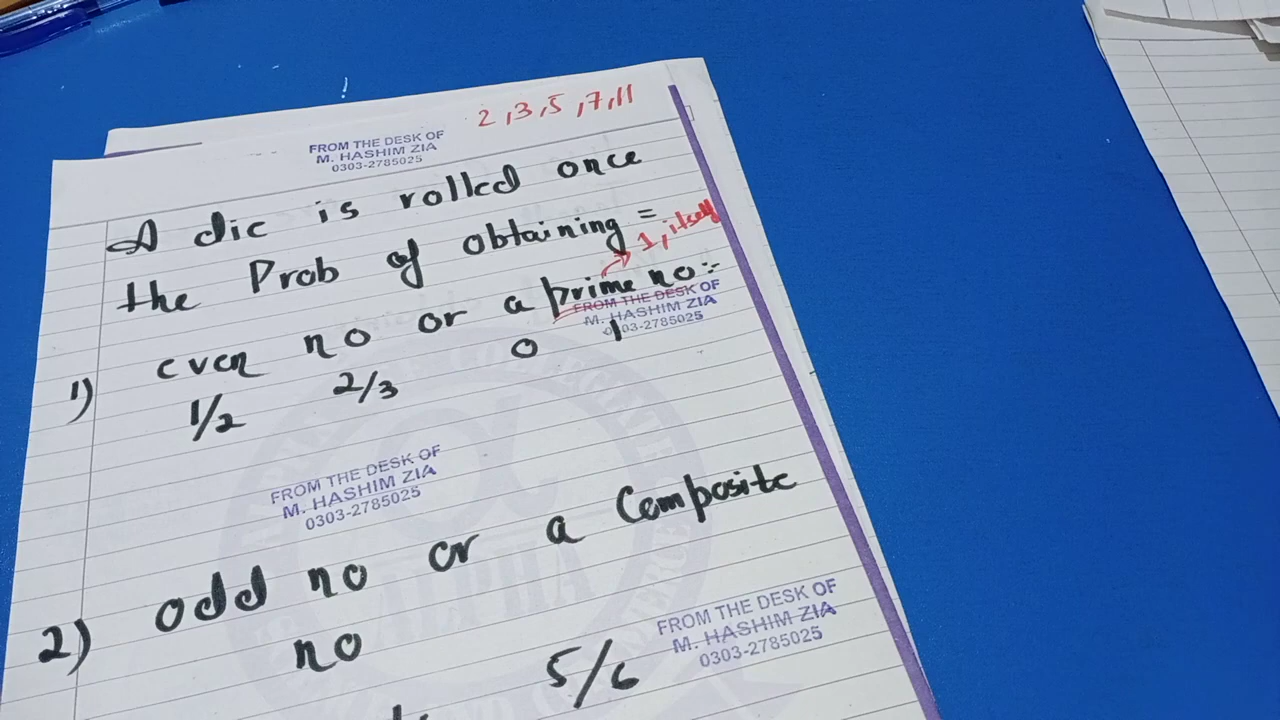 2,3,5,7,11
FROM THE DESK OF
M. HASHIM ZIA
0303-2785025
A die is rolled once
the Prob of obtaining =
1, itself
1) even no or a prime no:-
FROM THE DESK OF
M. HASHIM ZIA
0303-2785025
1/2 2/3 0 1
FROM THE DESK OF
M. HASHIM ZIA
0303-2785025
2) odd no or a Composite
no
5/6
FROM THE DESK OF
M. HASHIM ZIA
0303-2785025